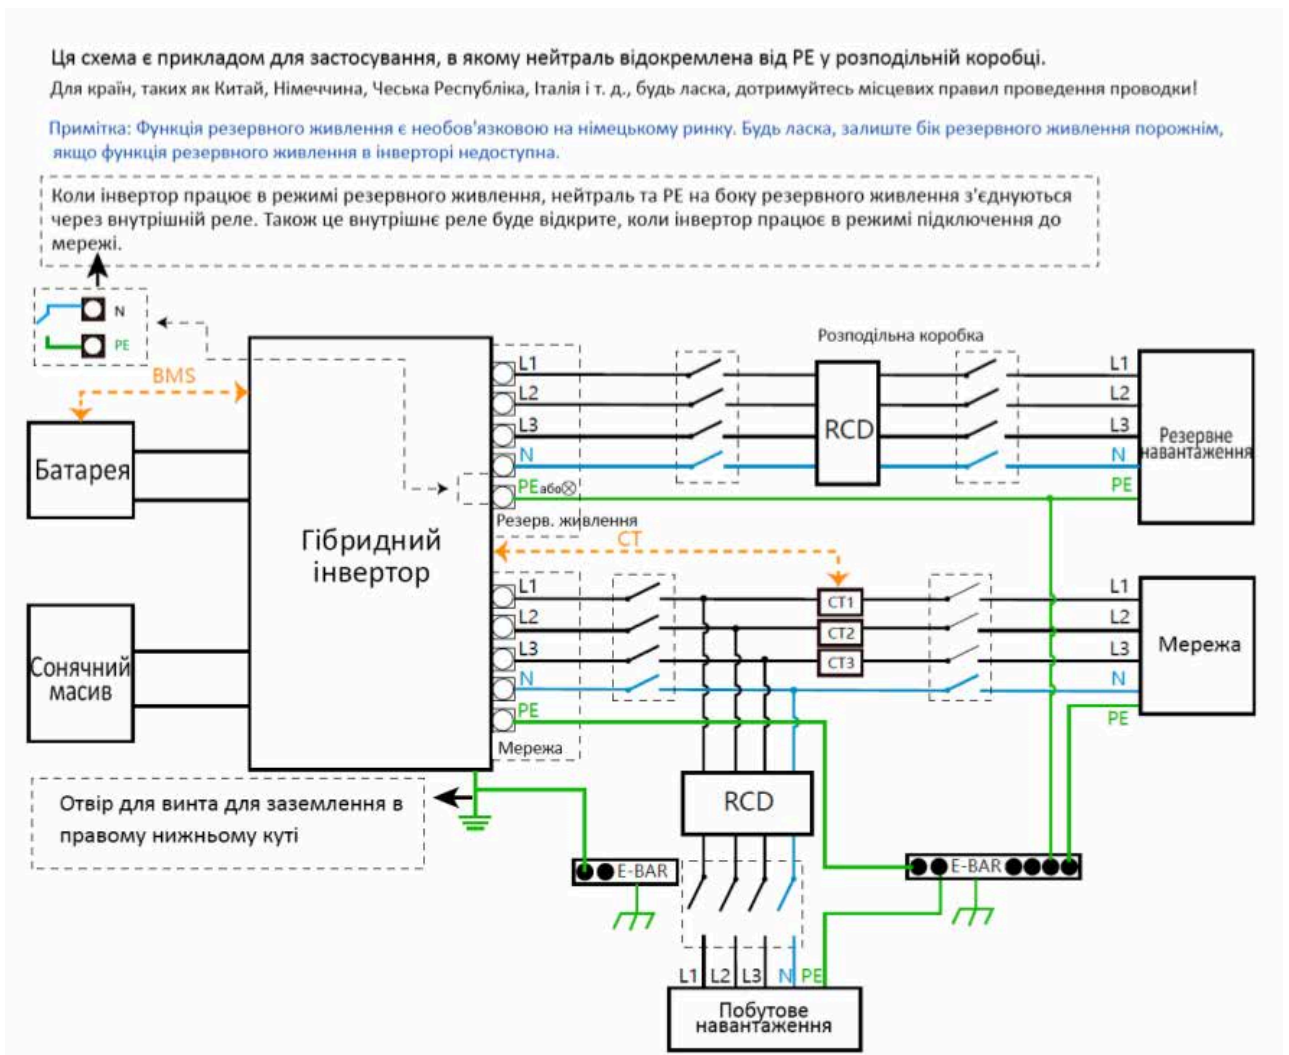 Ця схема є прикладом для застосування, в якому нейтраль відокремлена від PE у розподільній коробці.
Для країн, таких як Китай, Німеччина, Чеська Республіка, Італія і т. д., будь ласка, дотримуйтесь місцевих правил проведення проводки!
Примітка: Функція резервного живлення є необов'язковою на німецькому ринку. Будь ласка, залиште бік резервного живлення порожнім,
якщо функція резервного живлення в інверторі недоступна.
Коли інвертор працює в режимі резервного живлення, нейтраль та PE на боку резервного живлення з'єднуються
через внутрішній реле. Також це внутрішнє реле буде відкрите, коли інвертор працює в режимі підключення до
мережі.
N
PE
BMS
Батарея
Сонячний
масив
Гібридний
інвертор
L1
L2
L3
N
PE або
Резерв. живлення
Розподільна коробка
RCD
L1
L2
L3
N
PE
Резервне
навантаження
CT
L1
L2
L3
N
PE
Мережа
CT1
CT2
CT3
L1
L2
L3
N
PE
Мережа
RCD
Отвір для винта для заземлення в
правому нижньому куті
E-BAR
E-BAR
L1 L2 L3 N PE
Побутове
навантаження